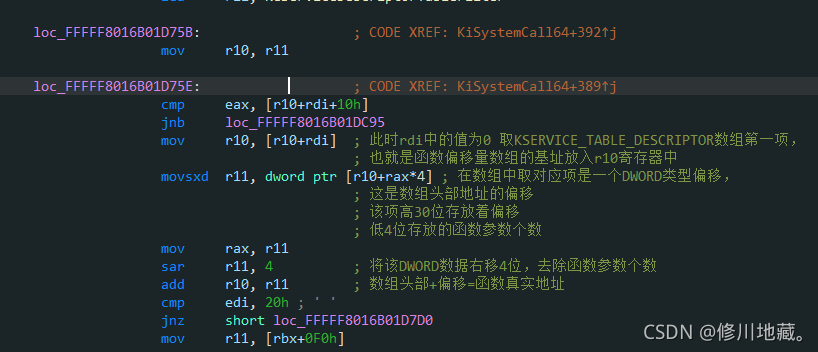 loc_FFFFF8016B01D75B: ; CODE XREF: KiSystemCall64+392↑j
mov r10, r11
loc_FFFFF8016B01D75E: ; CODE XREF: KiSystemCall64+389↑j
cmp eax, [r10+rdi+10h]
jnb loc_FFFFF8016B01DC95
mov r10, [r10+rdi] ; 此时rdi中的值为0 取KSERVICE_TABLE_DESCRIPTOR数组第一项,
; 也就是函数偏移量数组的基址放入r10寄存器中
movsxd r11, dword ptr [r10+rax*4] ; 在数组中取对应项是一个DWORD类型偏移,
; 这是数组头部地址的偏移
; 该项高30位存放着偏移
; 低4位存放的函数参数个数
mov rax, r11
sar r11, 4 ; 将该DWORD数据右移4位,去除函数参数个数
add r10, r11 ; 数组头部+偏移=函数真实地址
cmp edi, 20h ; ' '
jnz short loc_FFFFF8016B01D7D0
mov r11, [rbx+0F0h]
CSDN @修川地藏。